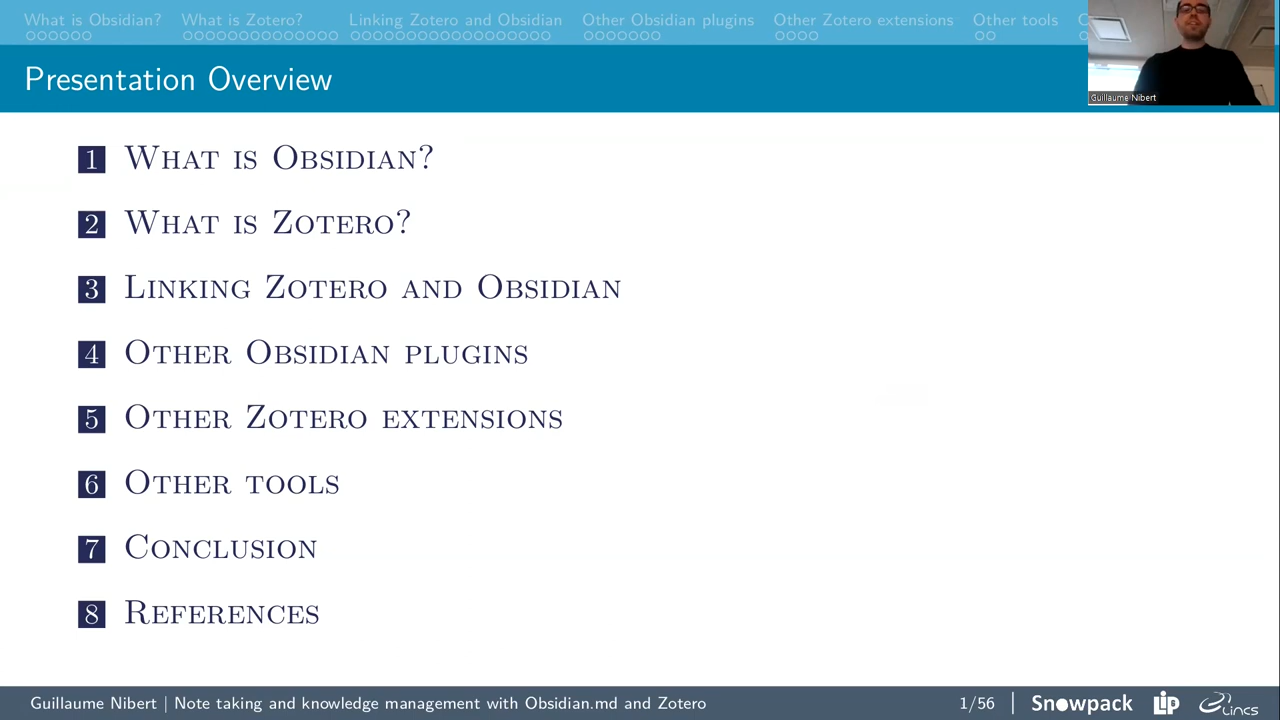 What is Obsidian? What is Zotero? Linking Zotero and Obsidian Other Obsidian plugins Other Zotero extensions Other tools
Presentation Overview
Guillaume Nibert
1 What is Obsidian?
2 What is Zotero?
3 Linking Zotero and Obsidian
4 Other Obsidian plugins
5 Other Zotero extensions
6 Other tools
7 Conclusion
8 References
Guillaume Nibert | Note taking and knowledge management with Obsidian.md and Zotero 1/56 Snowpack LIP6 LINCS